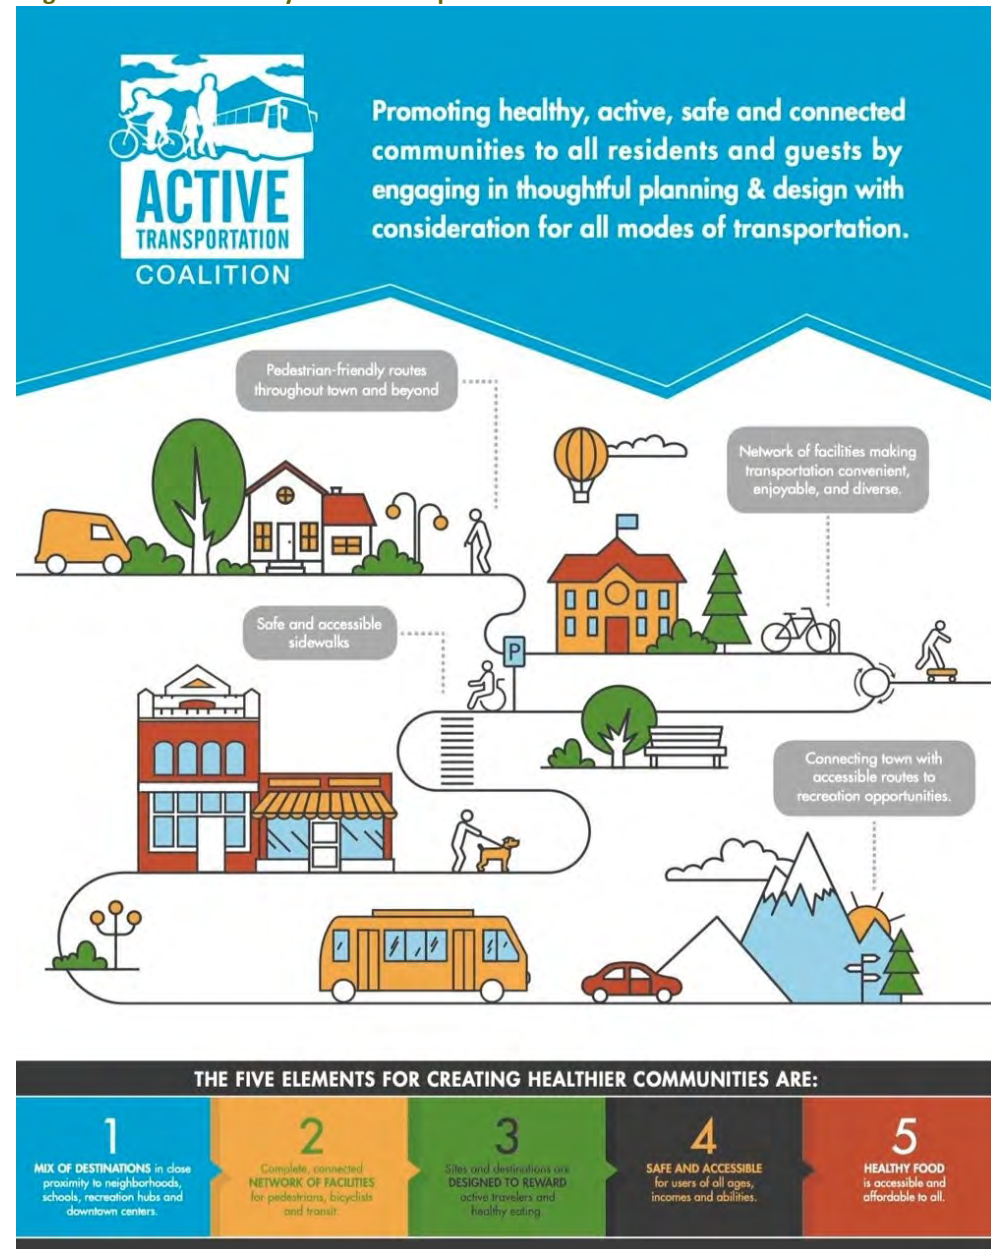 ACTIVE
TRANSPORTATION
COALITION
Promoting healthy, active, safe and connected
communities to all residents and guests by
engaging in thoughtful planning & design with
consideration for all modes of transportation.
Pedestrian-friendly routes
throughout town and beyond
Network of facilities making
transportation convenient,
enjoyable, and diverse.
Safe and accessible
sidewalks
P
Connecting town with
accessible routes to
recreation opportunities.
THE FIVE ELEMENTS FOR CREATING HEALTHIER COMMUNITIES ARE:
1
MIX OF DESTINATIONS in close
proximity to neighborhoods,
schools, recreation hubs and
downtown centers.
2
Complete, connected
NETWORK OF FACILITIES
for pedestrians, bicyclists
and transit.
3
Sites and destinations are
DESIGNED TO REWARD
active travelers and
healthy eating.
4
SAFE AND ACCESSIBLE
for users of all ages,
incomes and abilities.
5
HEALTHY FOOD
is accessible and
affordable to all.